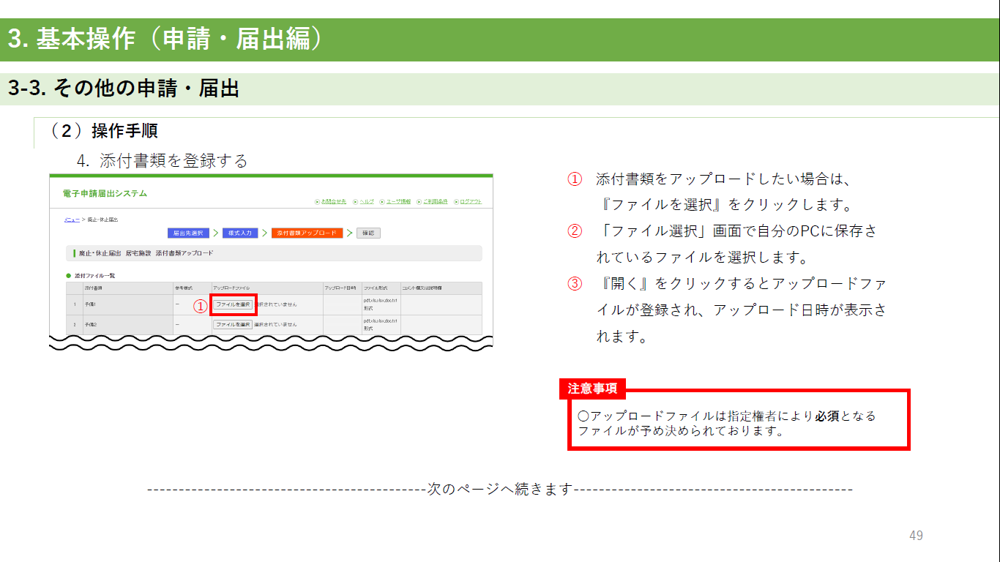 3. 基本操作（申請・届出編）
3-3. その他の申請・届出
（２）操作手順
4. 添付書類を登録する
電子申請届出システム
お問合せ先 ヘルプ ユーザ情報 ご利用条件 ログアウト
メニュー > 廃止・休止届出
届出先選択 様式入力 添付書類アップロード 確認
廃止・休止届出 居宅施設 添付書類アップロード
添付ファイル一覧
添付書類 参考様式 アップロードファイル アップロード日時 ファイル形式 コメント欄又は説明欄
1 予備1 ー ① ファイルを選択 択されていません pdf,xls,xlsx,doc,txt
形式
2 予備2 ー ファイルを選択 選択されていません pdf,xls,xlsx,doc,txt
形式
① 添付書類をアップロードしたい場合は、
『ファイルを選択』をクリックします。
② 「ファイル選択」画面で自分のPCに保存さ
れているファイルを選択します。
③ 『開く』をクリックするとアップロードファ
イルが登録され、アップロード日時が表示さ
れます。
注意事項
〇アップロードファイルは指定権者により必須となる
ファイルが予め決められております。
--------------------------------------------次のページへ続きます--------------------------------------------
49